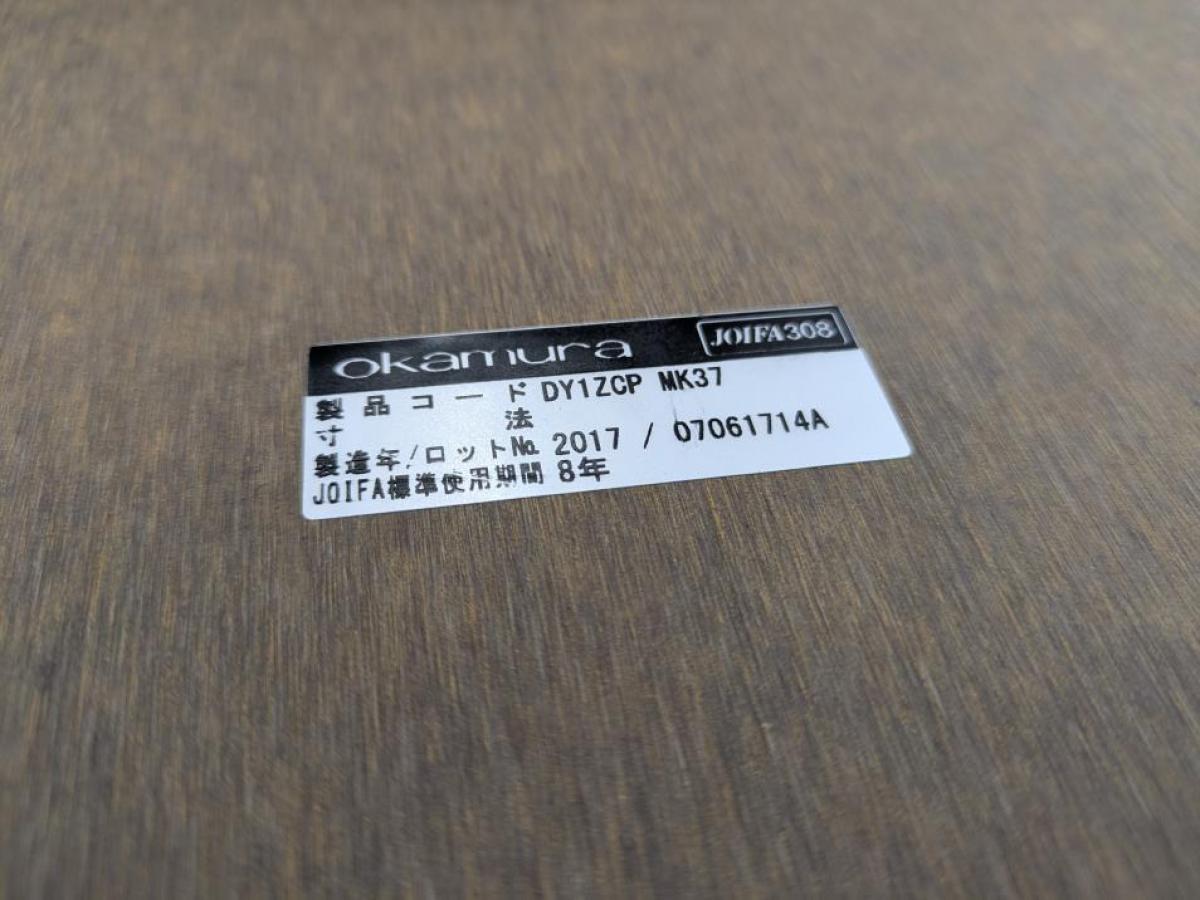 okamura JOIFA308
製品コード DY1ZCP MK37
寸法
製造年/ロット№ 2017 / 07061714A
JOIFA標準使用期間 8年